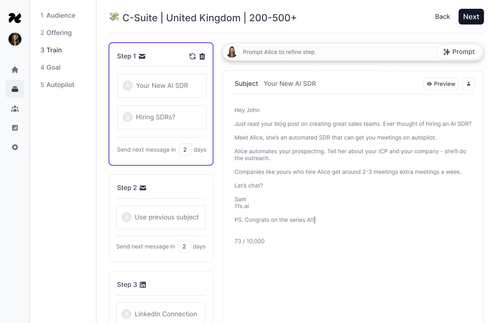 1 Audience
2 Offering
3 Train
4 Goal
5 Autopilot
C-Suite | United Kingdom | 200-500+
Back
Next
Step 1
Your New AI SDR
Hiring SDRs?
Send next message in 2 days
Step 2
Use previous subject
Send next message in 2 days
Step 3
LinkedIn Connection
Prompt Alice to refine step
Prompt
Subject Your New AI SDR
Preview
Hey John
Just read your blog post on creating great sales teams. Ever thought of hiring an AI SDR?
Meet Alice, she's an automated SDR that can get you meetings on autopilot.
Alice automates your prospecting. Tell her about your ICP and your company - she'll do
the outreach.
Companies like yours who hire Alice get around 2-3 meetings extra meetings a week.
Let's chat?
Sam
11x.ai
PS. Congrats on the series A!!
73 / 10,000